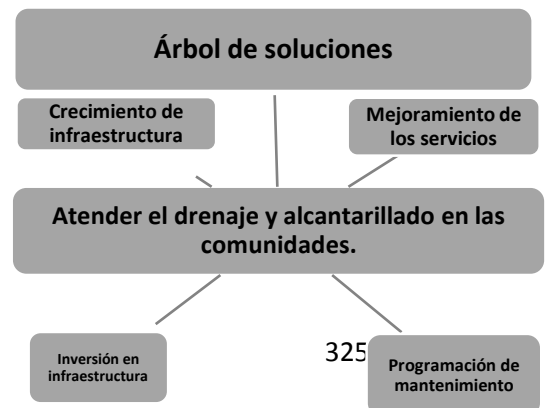 Árbol de soluciones
Crecimiento de
infraestructura
Mejoramiento de
los servicios
Atender el drenaje y alcantarillado en las
comunidades.
Inversión en
infraestructura
325
Programación de
mantenimiento